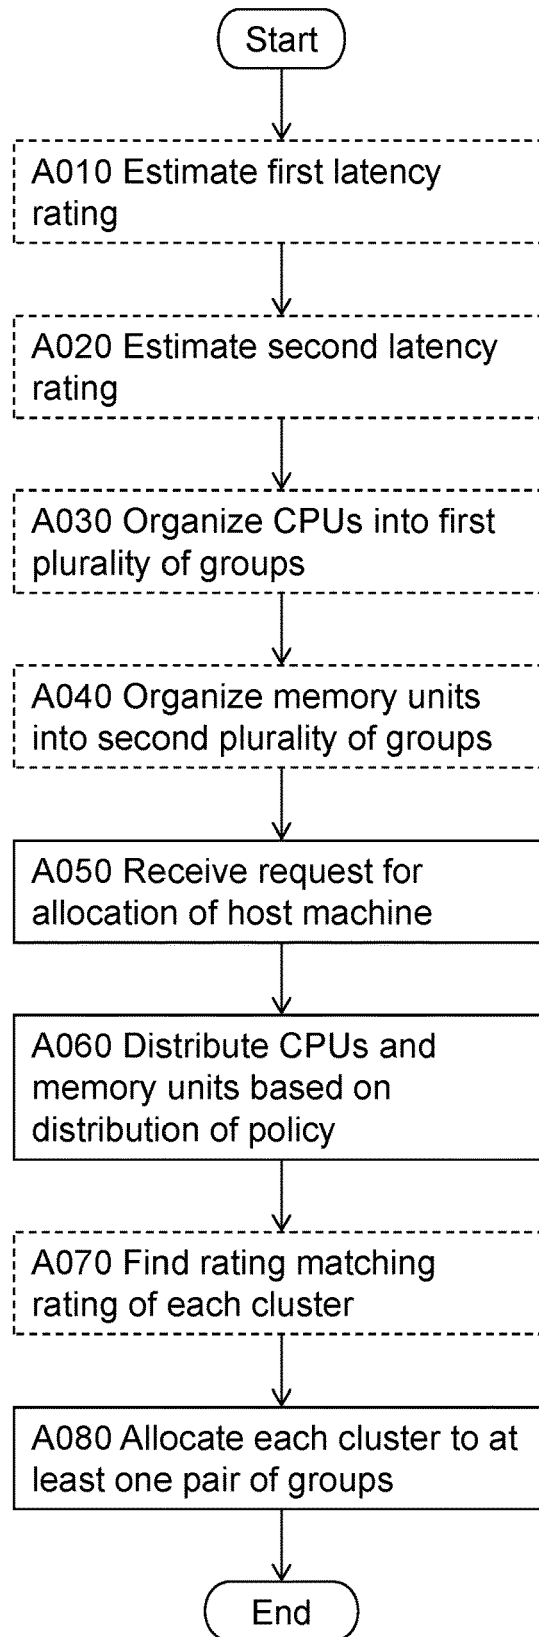 Start
A010 Estimate first latency
rating
A020 Estimate second latency
rating
A030 Organize CPUs into first
plurality of groups
A040 Organize memory units
into second plurality of groups
A050 Receive request for
allocation of host machine
A060 Distribute CPUs and
memory units based on
distribution of policy
A070 Find rating matching
rating of each cluster
A080 Allocate each cluster to at
least one pair of groups
End